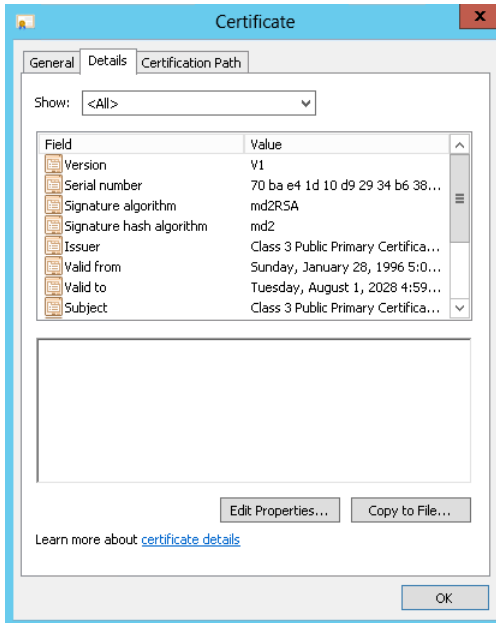 Certificate
x
General Details Certification Path
Show: <All>
Field Value
Version V1
Serial number 70 ba e4 1d 10 d9 29 34 b6 38...
Signature algorithm md2RSA
Signature hash algorithm md2
Issuer Class 3 Public Primary Certifica...
Valid from Sunday, January 28, 1996 5:0...
Valid to Tuesday, August 1, 2028 4:59...
Subject Class 3 Public Primary Certifica...
Edit Properties... Copy to File...
Learn more about certificate details
OK